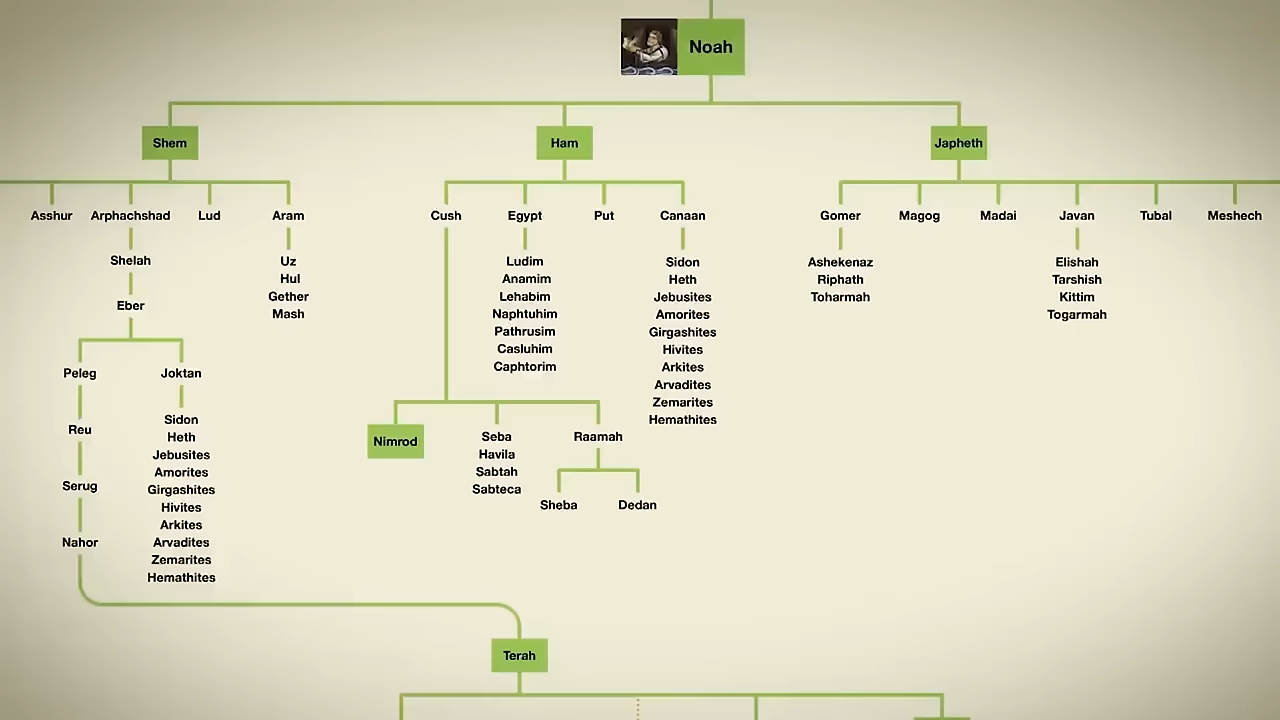 Noah
Shem
Ham
Japheth
Asshur
Arphachshad
Lud
Aram
Cush
Egypt
Put
Canaan
Gomer
Magog
Madai
Javan
Tubal
Meshech
Shelah
Eber
Uz
Hul
Gether
Mash
Ludim
Anamim
Lehabim
Naphtuhim
Pathrusim
Casluhim
Caphtorim
Sidon
Heth
Jebusites
Amorites
Girgashites
Hivites
Arkites
Arvadites
Zemarites
Hemathites
Ashekenaz
Riphath
Toharmah
Elishah
Tarshish
Kittim
Togarmah
Peleg
Joktan
Reu
Serug
Nahor
Sidon
Heth
Jebusites
Amorites
Girgashites
Hivites
Arkites
Arvadites
Zemarites
Hemathites
Nimrod
Seba
Havila
Sabtah
Sabteca
Raamah
Sheba
Dedan
Terah